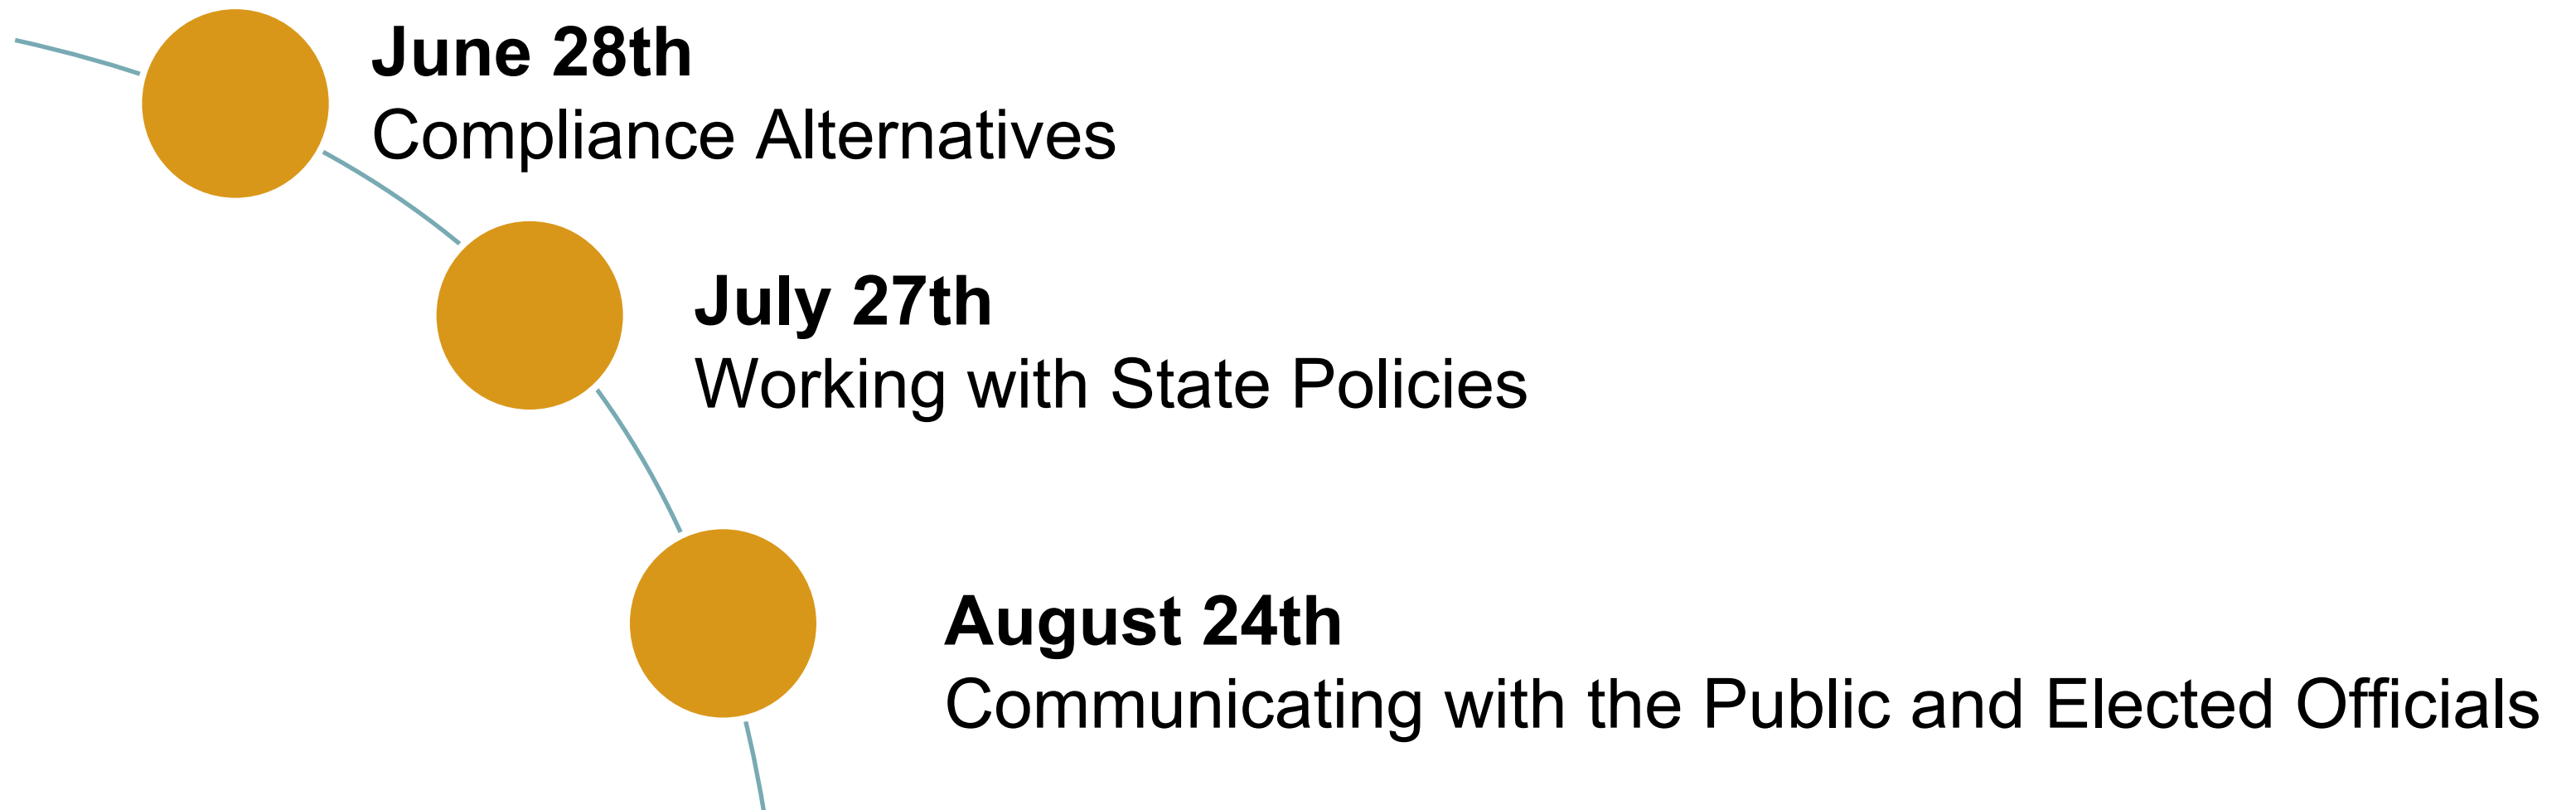 June 28th
Compliance Alternatives
July 27th
Working with State Policies
August 24th
Communicating with the Public and Elected Officials